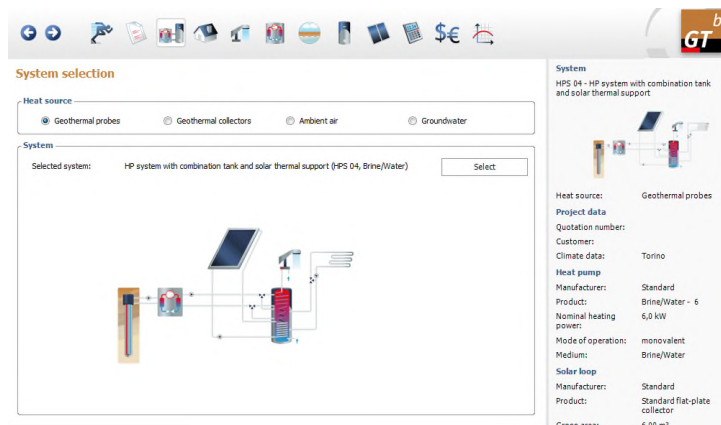 $€
b
GT
System selection
Heat source
Geothermal probes
Geothermal collectors
Ambient air
Groundwater
System
Selected system:
HP system with combination tank and solar thermal support (HPS 04, Brine/Water)
Select
System
HPS 04 - HP system with combination tank
and solar thermal support
Heat source: Geothermal probes
Project data
Quotation number:
Customer:
Climate data: Torino
Heat pump
Manufacturer: Standard
Product: Brine/Water - 6
Nominal heating 6,0 kW
power:
Mode of operation: monovalent
Medium: Brine/Water
Solar loop
Manufacturer: Standard
Product: Standard flat-plate
collector